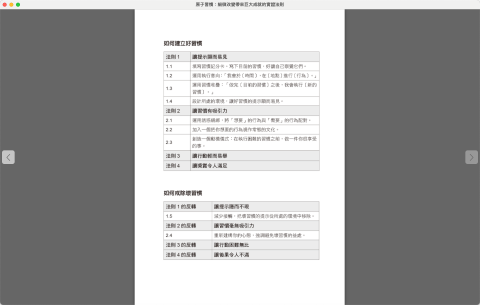 原子習慣：細微改變帶來巨大成就的實證法則
如何建立好習慣
法則 1 讓提示顯而易見
1.1 填寫習慣記分卡。寫下目前的習慣，好讓自己察覺它們。
1.2 運用執行意向：「我會於〔時間〕，在〔地點〕進行〔行為〕。」
1.3 運用習慣堆疊：「做完〔目前的習慣〕之後，我會執行〔新的
習慣〕。」
1.4 設計所處的環境，讓好習慣的提示顯而易見。
法則 2 讓習慣有吸引力
2.1 運用誘惑綑綁。將「想要」的行為與「需要」的行為配對。
2.2 加入一個把你想要的行為視作常態的文化。
2.3 創造一個動機儀式：在執行困難的習慣之前，做一件你很享受
的事。
法則 3 讓行動輕而易舉
法則 4 讓獎賞令人滿足
如何戒除壞習慣
法則 1 的反轉 讓提示隱而不現
1.5 減少接觸。把壞習慣的提示從所處的環境中移除。
法則 2 的反轉 讓習慣毫無吸引力
2.4 重新建構你的心態。強調避免壞習慣的益處。
法則 3 的反轉 讓行動困難無比
法則 4 的反轉 讓後果令人不滿